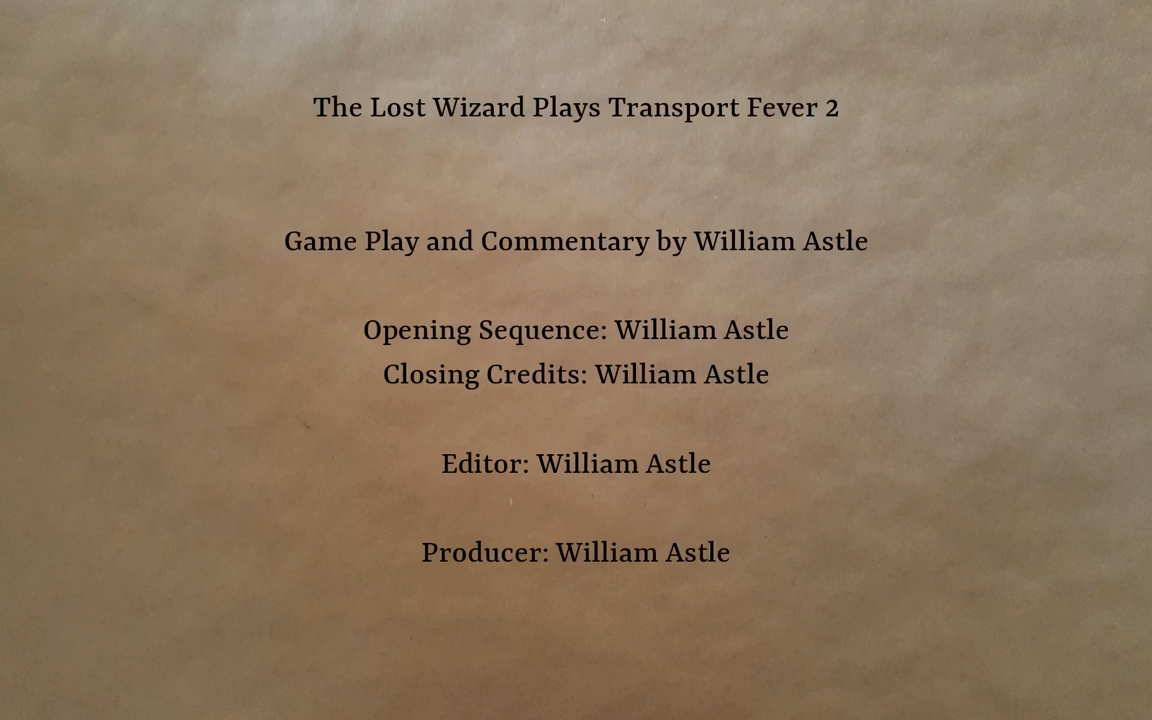 The Lost Wizard Plays Transport Fever 2
Game Play and Commentary by William Astle
Opening Sequence: William Astle
Closing Credits: William Astle
Editor: William Astle
Producer: William Astle